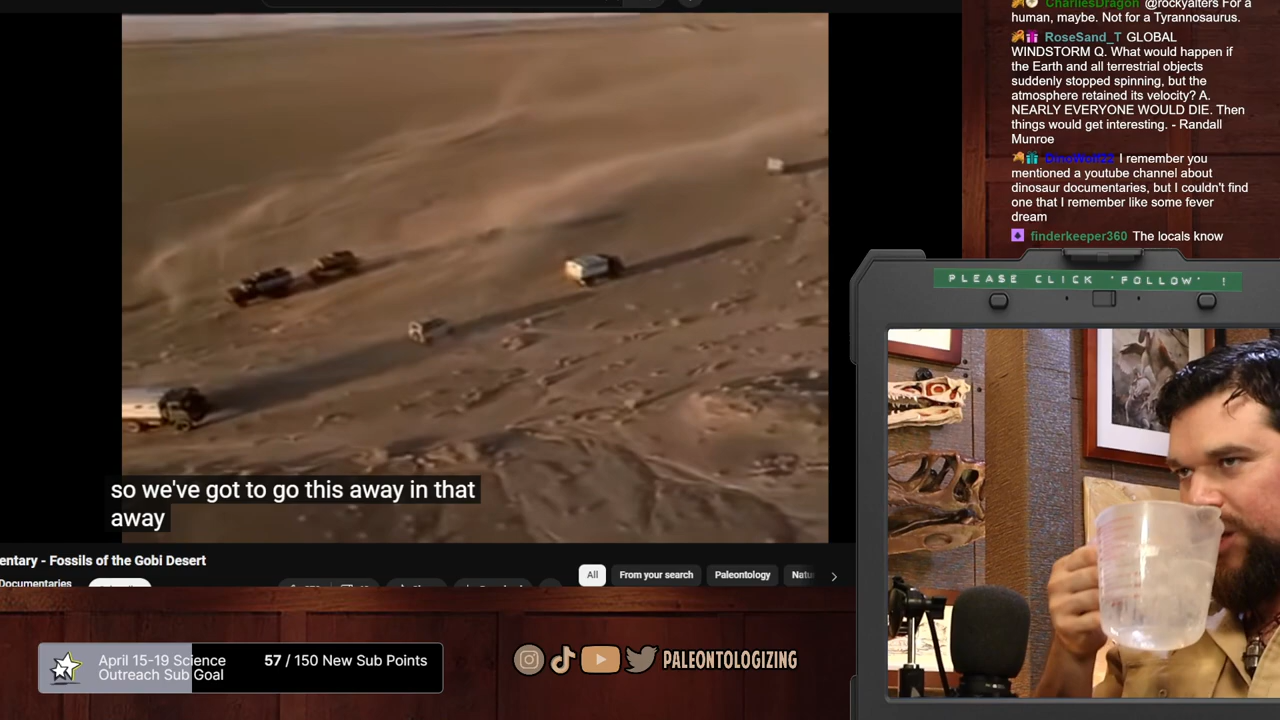 CharliesDragon @rockyalters For a
human, maybe. Not for a Tyrannosaurus.
RoseSand_T GLOBAL
WINDSTORM Q. What would happen if
the Earth and all terrestrial objects
suddenly stopped spinning, but the
atmosphere retained its velocity? A.
NEARLY EVERYONE WOULD DIE. Then
things would get interesting. - Randall
Munroe
I remember you
mentioned a youtube channel about
dinosaur documentaries, but I couldn't find
one that I remember like some fever
dream
finderkeeper360 The locals know
PLEASE CLICK 'FOLLOW' !
so we've got to go this away in that
away
entary - Fossils of the Gobi Desert
Documentaries
All
From your search
Paleontology
Natu
April 15-19 Science
Outreach Sub Goal
57 / 150 New Sub Points
PALEONTOLOGIZING